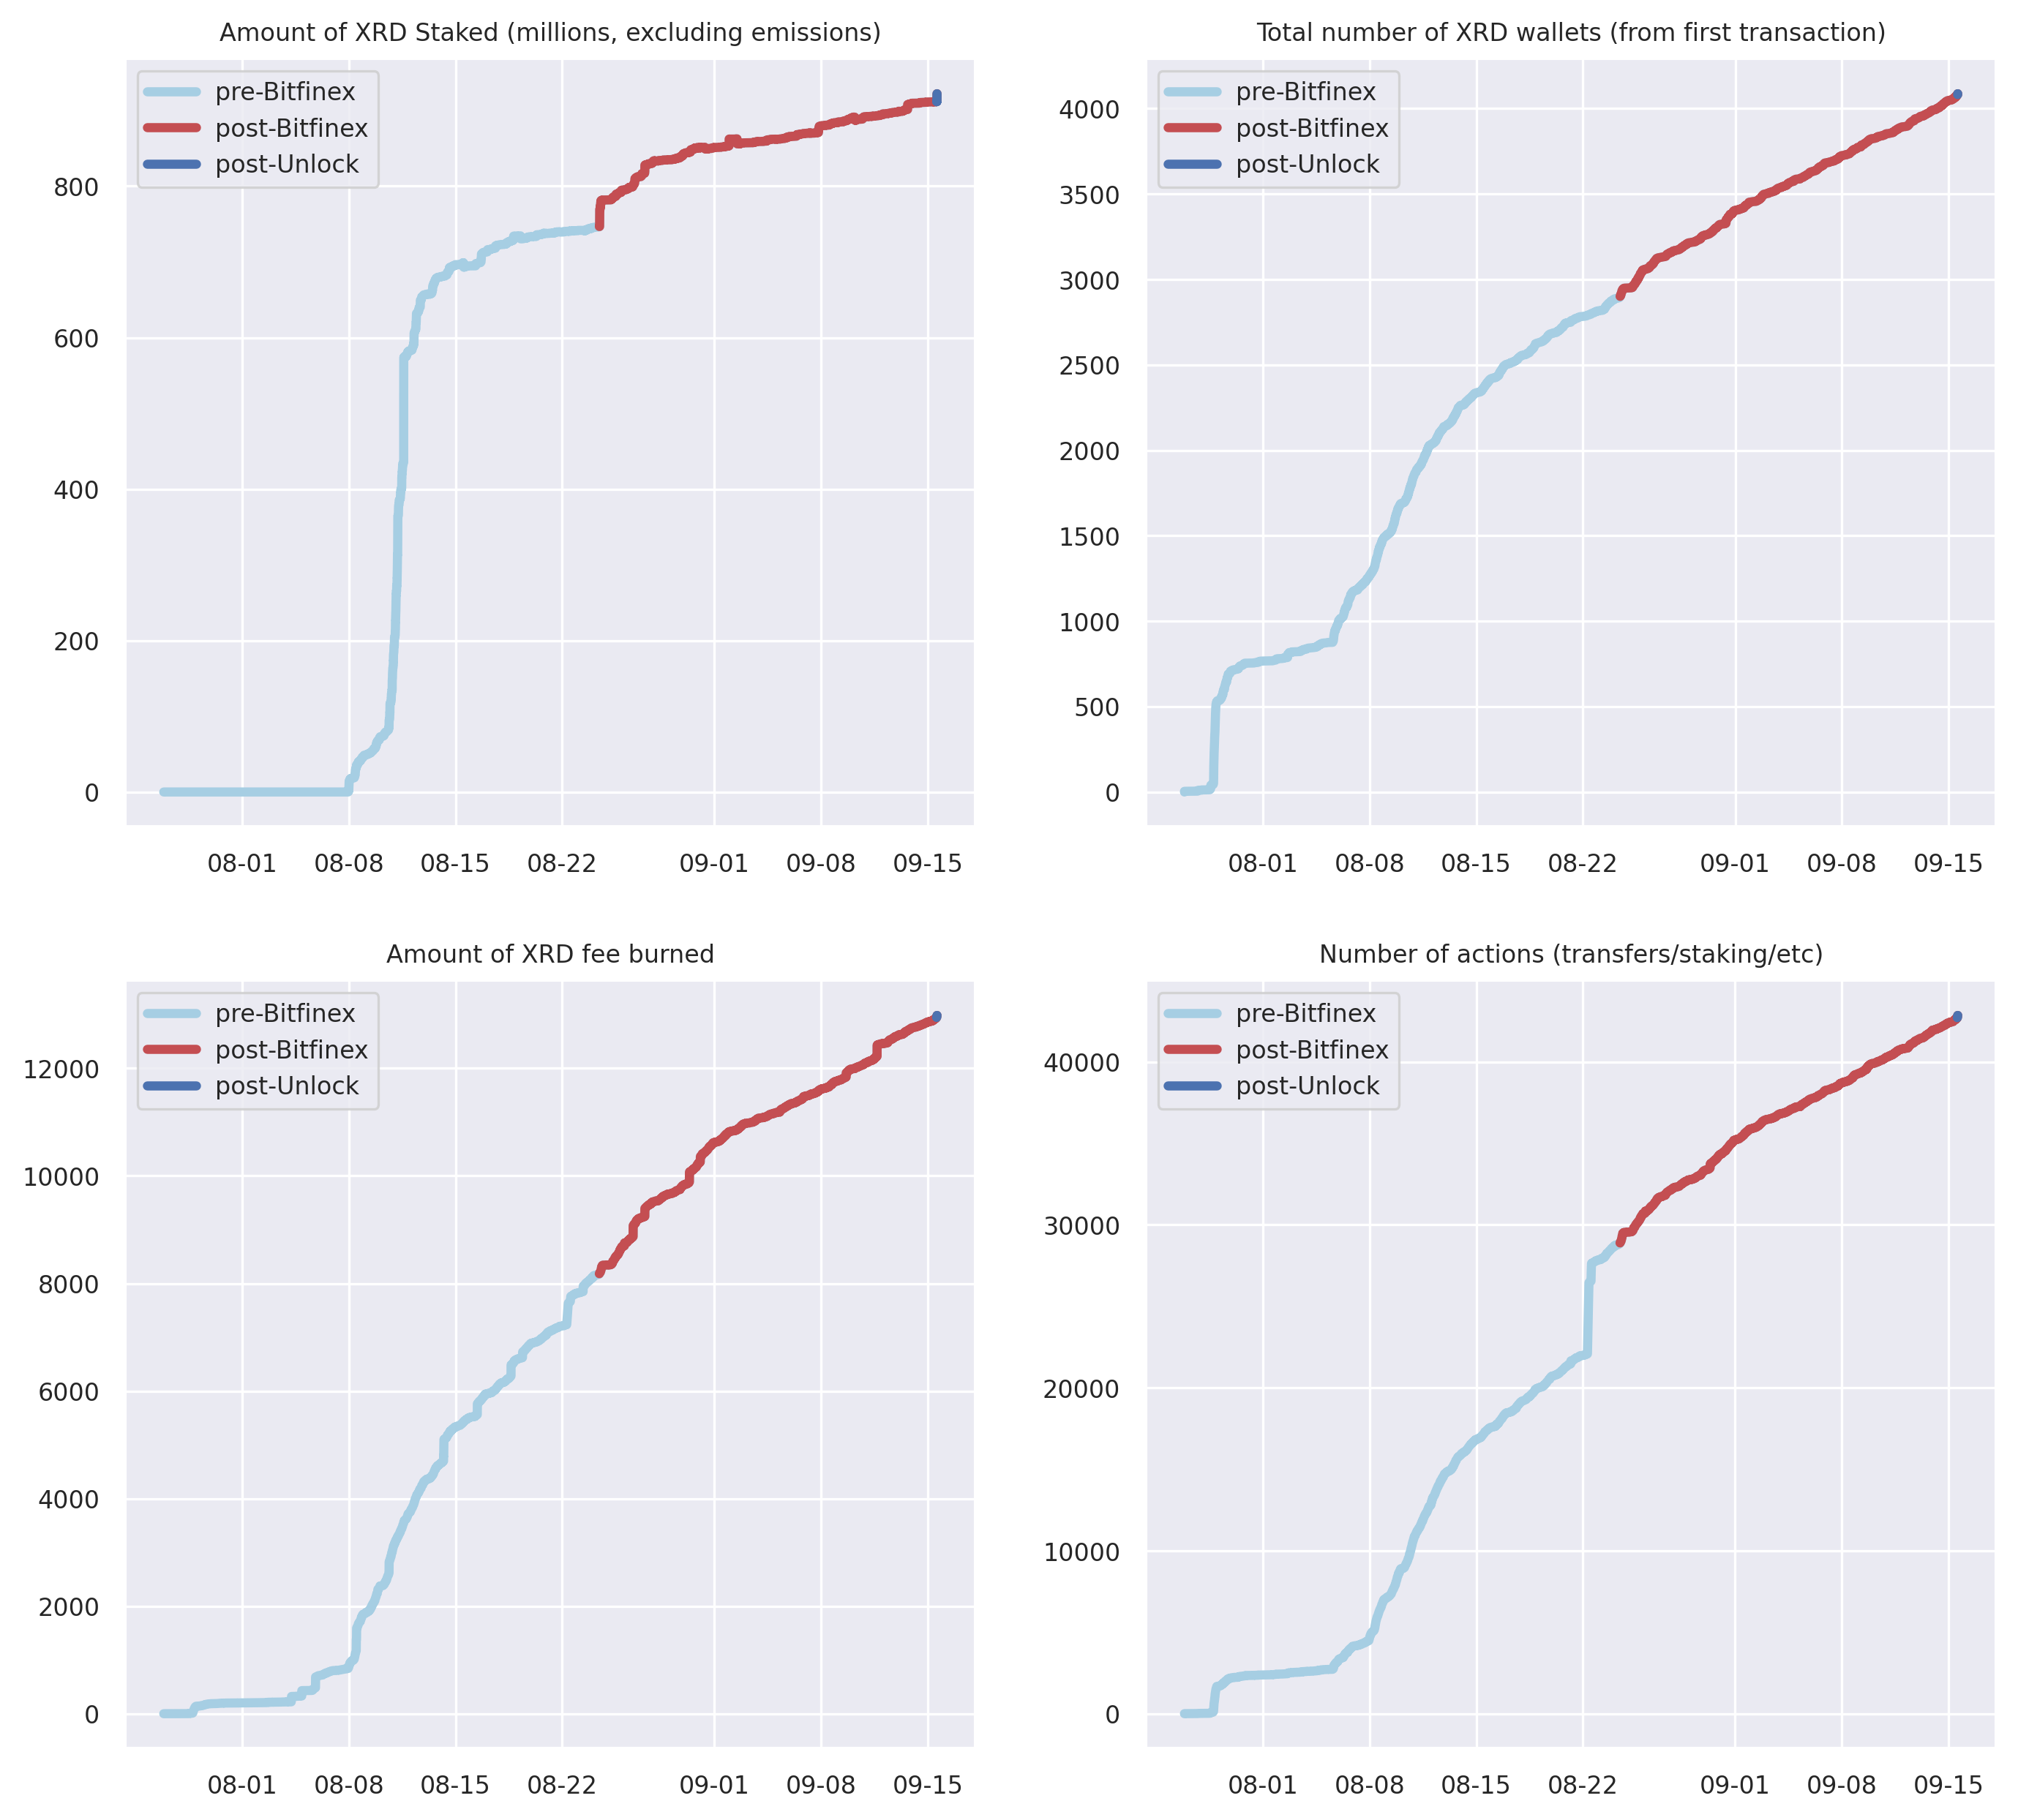 Amount of XRD Staked (millions, excluding emissions)
pre-Bitfinex
post-Bitfinex
post-Unlock
800
600
400
200
0
08-01 08-08 08-15 08-22 09-01 09-08 09-15
Total number of XRD wallets (from first transaction)
pre-Bitfinex
post-Bitfinex
post-Unlock
4000
3500
3000
2500
2000
1500
1000
500
0
08-01 08-08 08-15 08-22 09-01 09-08 09-15
Amount of XRD fee burned
pre-Bitfinex
post-Bitfinex
post-Unlock
12000
10000
8000
6000
4000
2000
0
08-01 08-08 08-15 08-22 09-01 09-08 09-15
Number of actions (transfers/staking/etc)
pre-Bitfinex
post-Bitfinex
post-Unlock
40000
30000
20000
10000
0
08-01 08-08 08-15 08-22 09-01 09-08 09-15